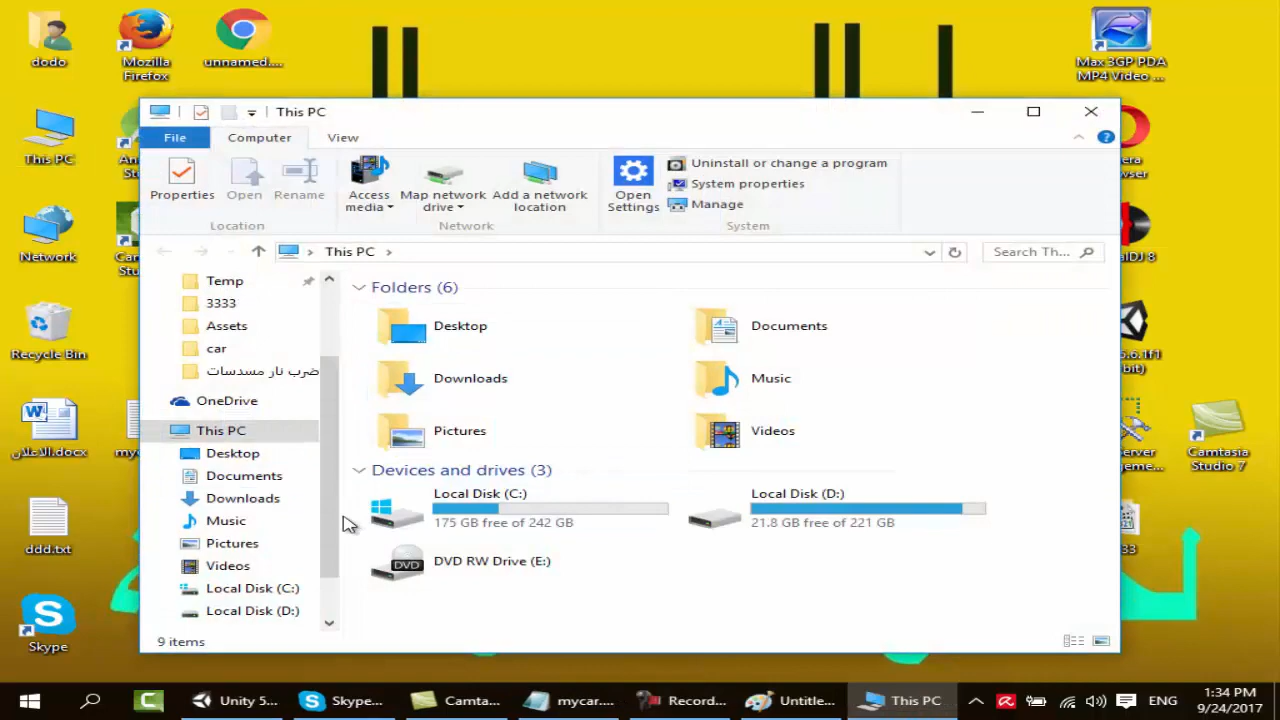 dodo
Mozilla
Firefox
unnamed....
Max 3GP PDA
MP4 Video ...
This PC
Network
Recycle Bin
الاعلان.docx
ddd.txt
Skype
Camtasia
Studio 7
This PC
File
Computer
View
Properties
Open
Rename
Location
Access
media
Map network
drive
Add a network
location
Network
Open
Settings
Uninstall or change a program
System properties
Manage
System
This PC
Search Th...
Temp
3333
Assets
car
ضرب نار مسدسات
OneDrive
This PC
Desktop
Documents
Downloads
Music
Pictures
Videos
Local Disk (C:)
Local Disk (D:)
Folders (6)
Desktop
Documents
Downloads
Music
Pictures
Videos
Devices and drives (3)
Local Disk (C:)
175 GB free of 242 GB
Local Disk (D:)
21.8 GB free of 221 GB
DVD
DVD RW Drive (E:)
9 items
Unity 5...
Skype...
Camta...
mycar....
Record...
Untitle...
This PC
ENG
1:34 PM
9/24/2017